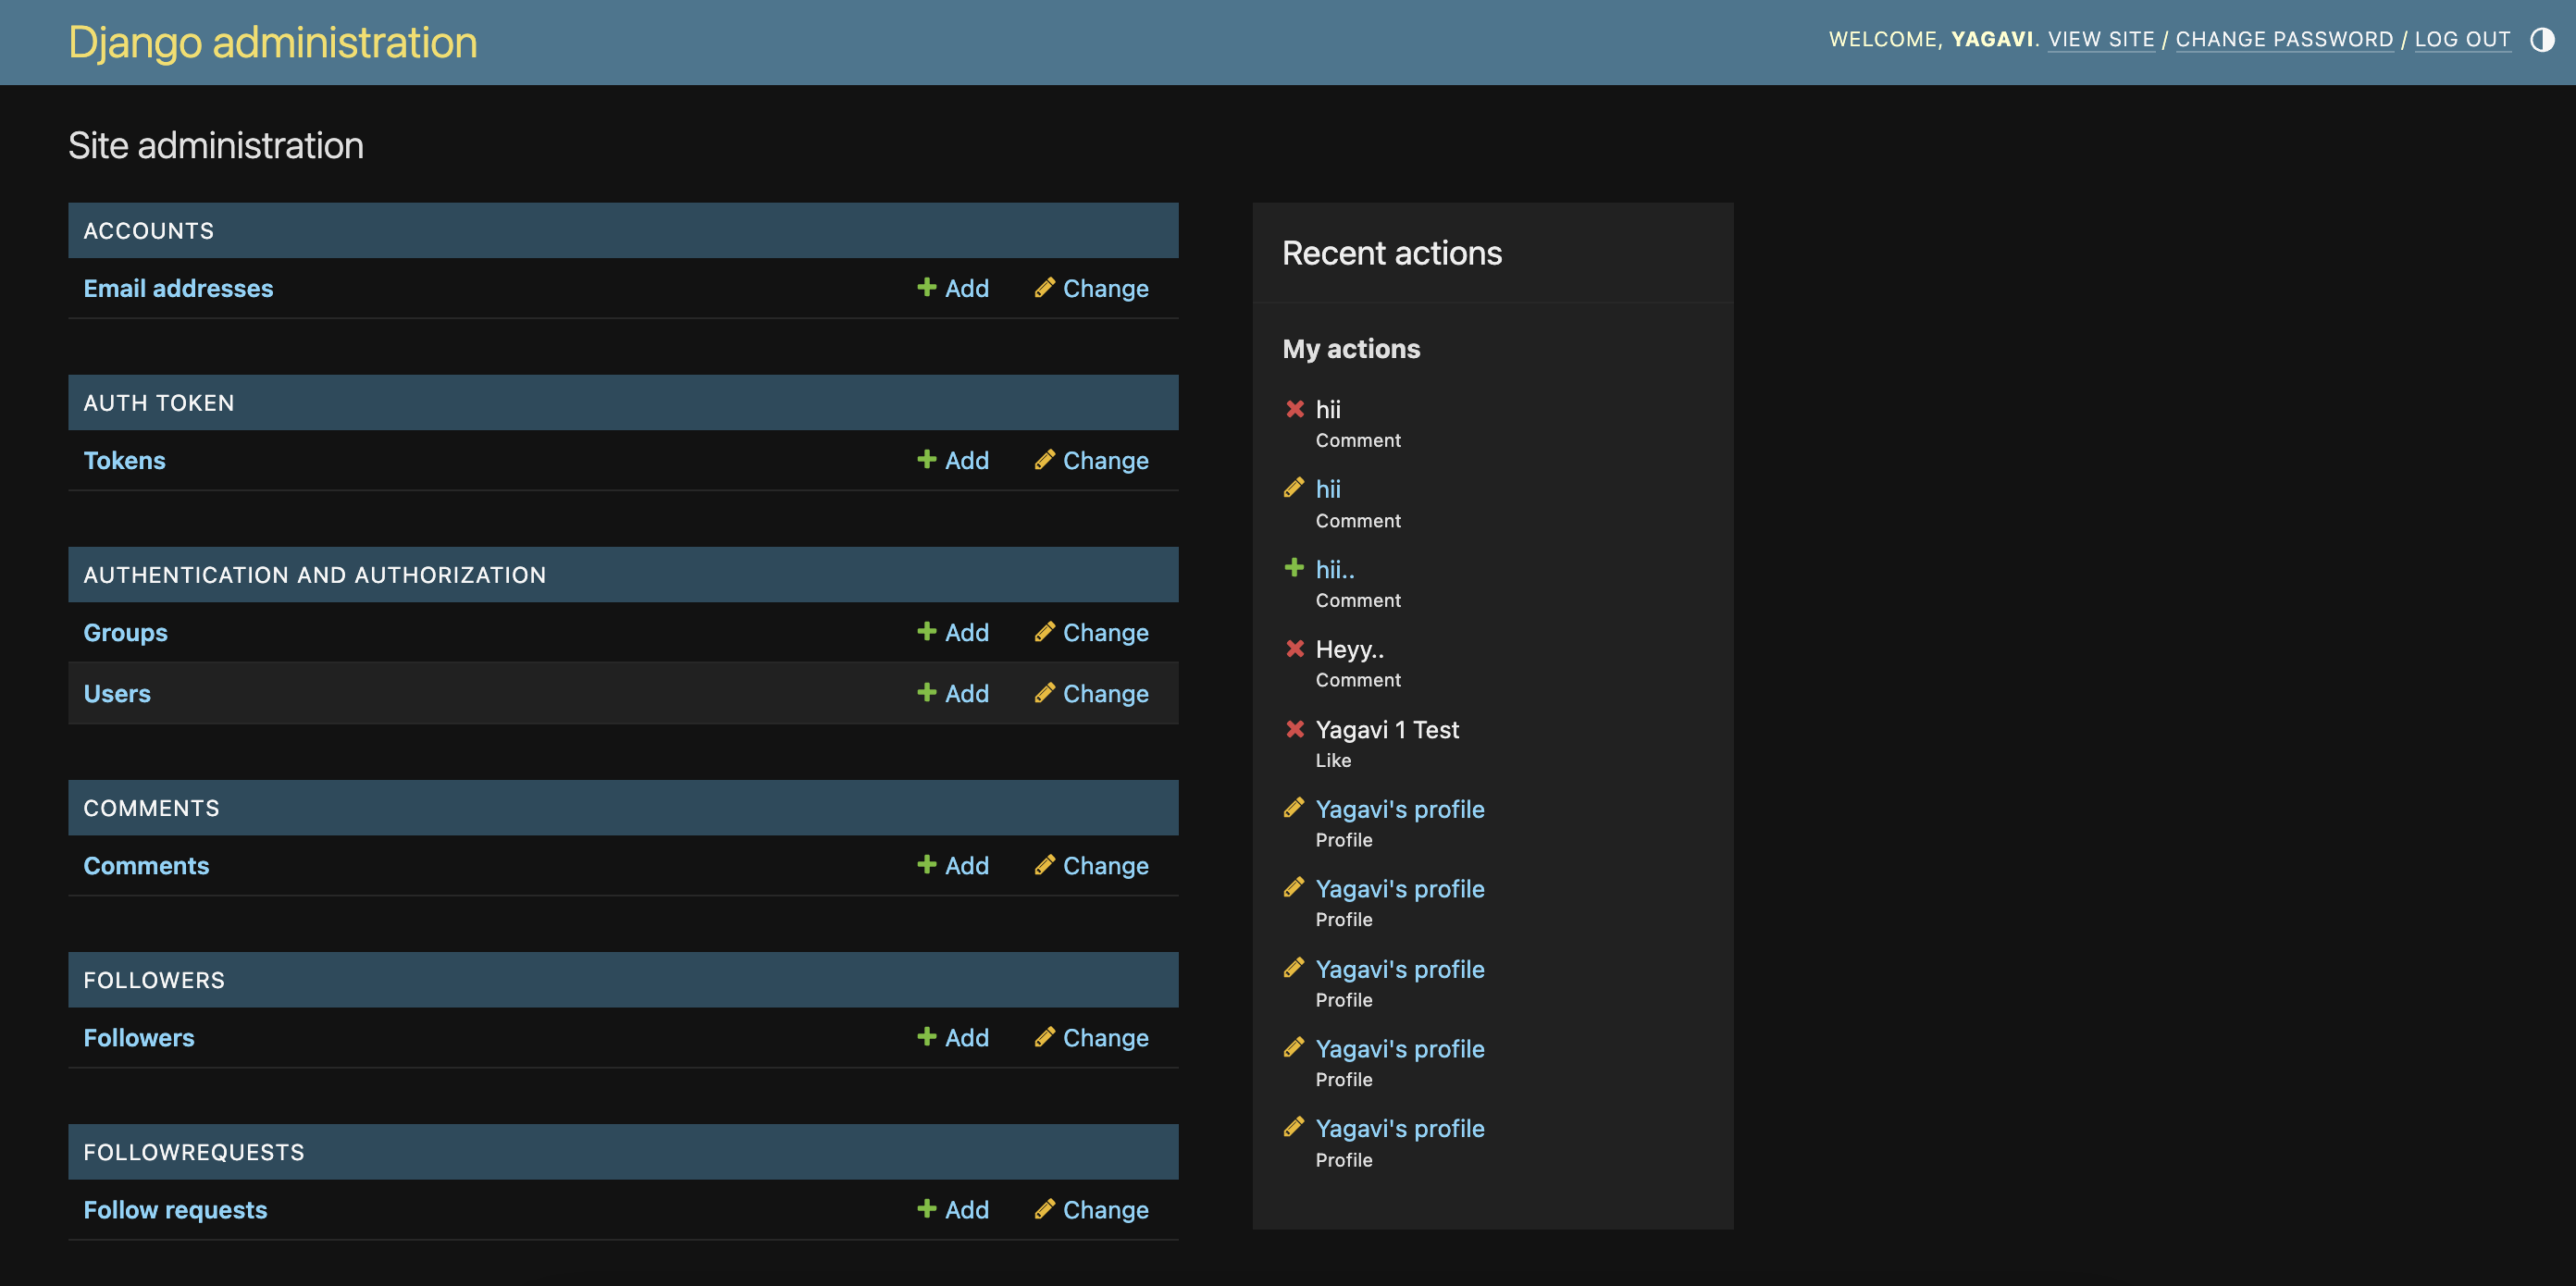 Django administration
WELCOME, YAGAVI. VIEW SITE / CHANGE PASSWORD / LOG OUT
Site administration
ACCOUNTS
Email addresses Add Change
AUTH TOKEN
Tokens Add Change
AUTHENTICATION AND AUTHORIZATION
Groups Add Change
Users Add Change
COMMENTS
Comments Add Change
FOLLOWERS
Followers Add Change
FOLLOWREQUESTS
Follow requests Add Change
Recent actions
My actions
hii
Comment
hii
Comment
hii..
Comment
Heyy..
Comment
Yagavi 1 Test
Like
Yagavi's profile
Profile
Yagavi's profile
Profile
Yagavi's profile
Profile
Yagavi's profile
Profile
Yagavi's profile
Profile